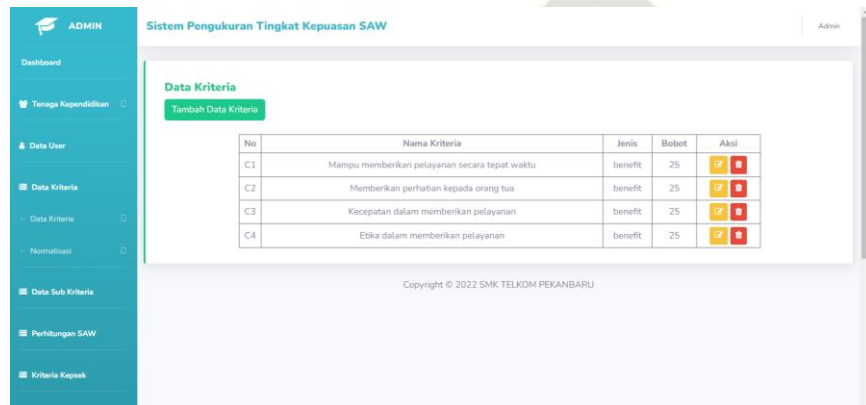 ADMIN
Sistem Pengukuran Tingkat Kepuasan SAW
Admin
Dashboard
Tenaga Kependidikan
Data User
Data Kriteria
Data Kriteria
Normalisasi
Data Sub Kriteria
Perhitungan SAW
Kriteria Kepsek
Data Kriteria
Tambah Data Kriteria
No Nama Kriteria Jenis Bobot Aksi
C1 Mampu memberikan pelayanan secara tepat waktu benefit 25
C2 Memberikan perhatian kepada orang tua benefit 25
C3 Kecepatan dalam memberikan pelayanan benefit 25
C4 Etika dalam memberikan pelayanan benefit 25
Copyright © 2022 SMK TELKOM PEKANBARU